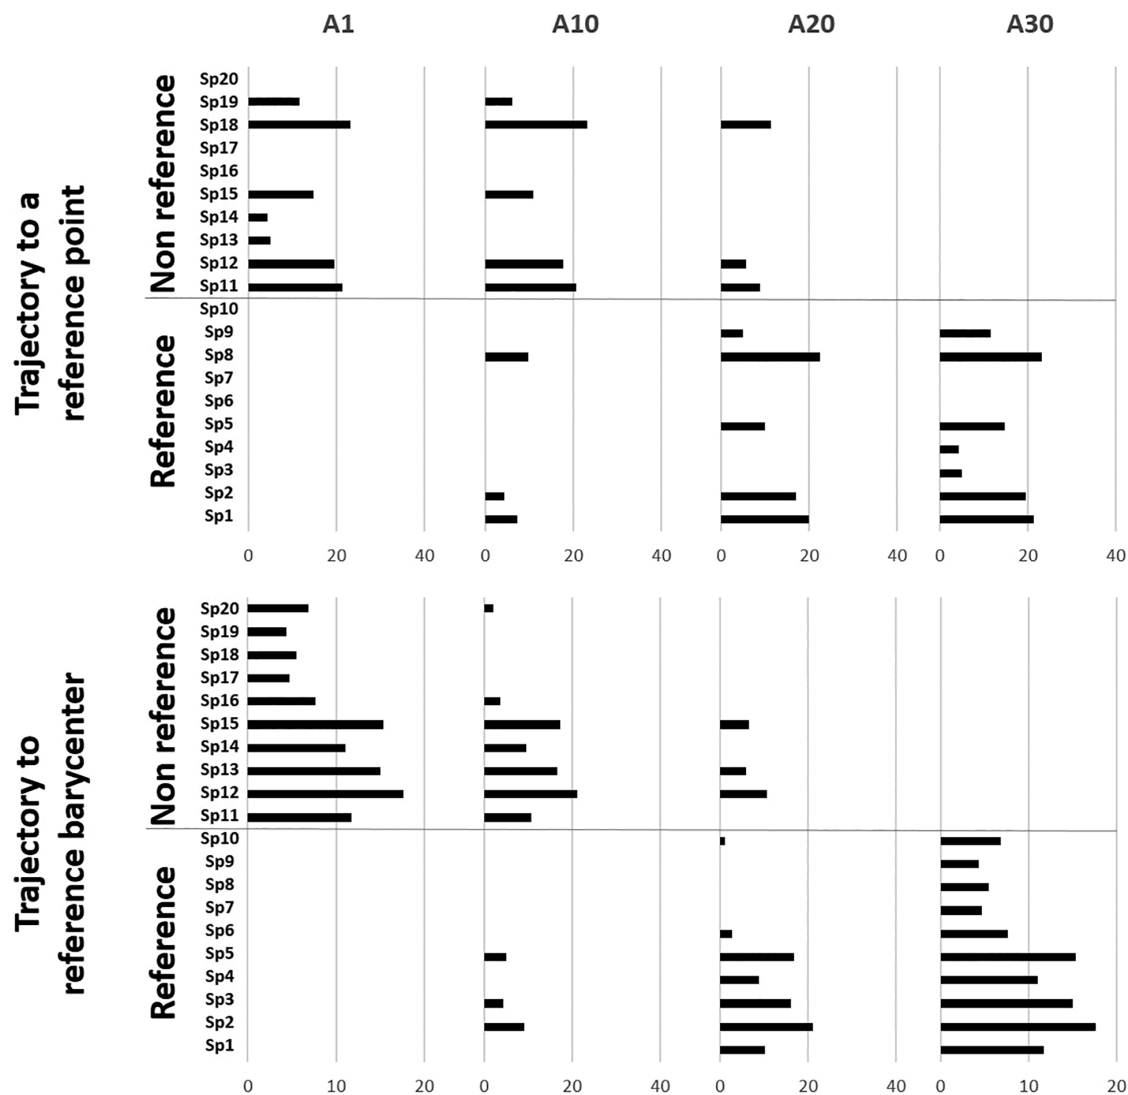 A1 A10 A20 A30
Trajectory to a
reference point
Non reference
Sp20
Sp19
Sp18
Sp17
Sp16
Sp15
Sp14
Sp13
Sp12
Sp11
Reference
Sp10
Sp9
Sp8
Sp7
Sp6
Sp5
Sp4
Sp3
Sp2
Sp1
0 20 40 0 20 40 0 20 40 0 20 40
Trajectory to
reference barycenter
Non reference
Sp20
Sp19
Sp18
Sp17
Sp16
Sp15
Sp14
Sp13
Sp12
Sp11
Reference
Sp10
Sp9
Sp8
Sp7
Sp6
Sp5
Sp4
Sp3
Sp2
Sp1
0 10 20 0 20 40 0 20 40 0 10 20